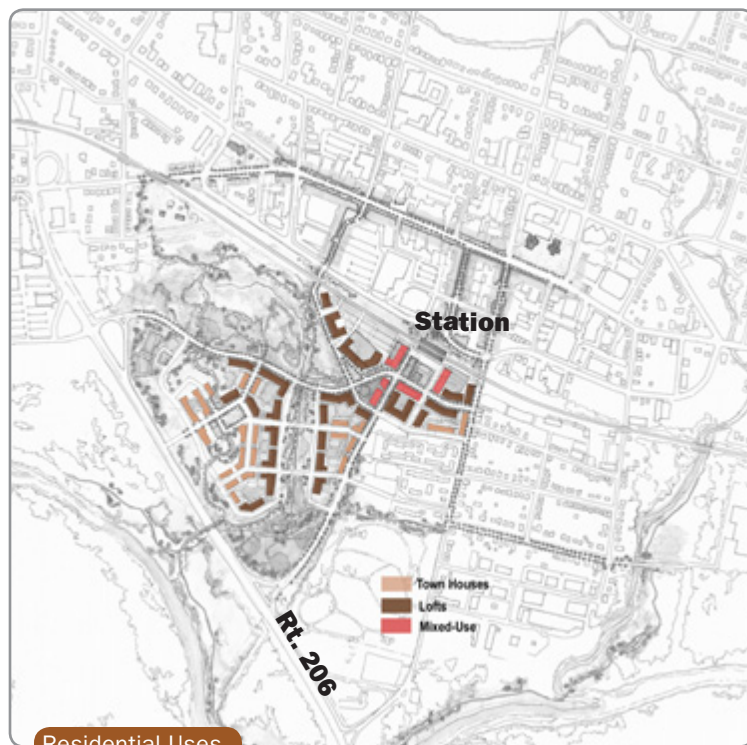 Station
Town Houses
Lofts
Mixed-Use
Rt. 206
Residential Uses